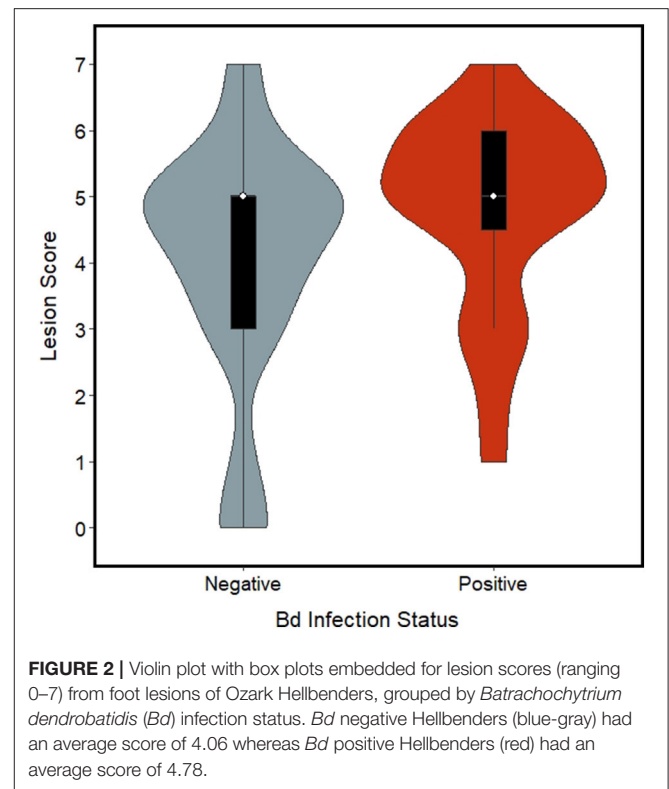 7
6
5
4
3
2
1
0
Lesion Score
Negative Positive
Bd Infection Status
FIGURE 2 | Violin plot with box plots embedded for lesion scores (ranging
0–7) from foot lesions of Ozark Hellbenders, grouped by Batrachochytrium
dendrobatidis (Bd) infection status. Bd negative Hellbenders (blue-gray) had
an average score of 4.06 whereas Bd positive Hellbenders (red) had an
average score of 4.78.